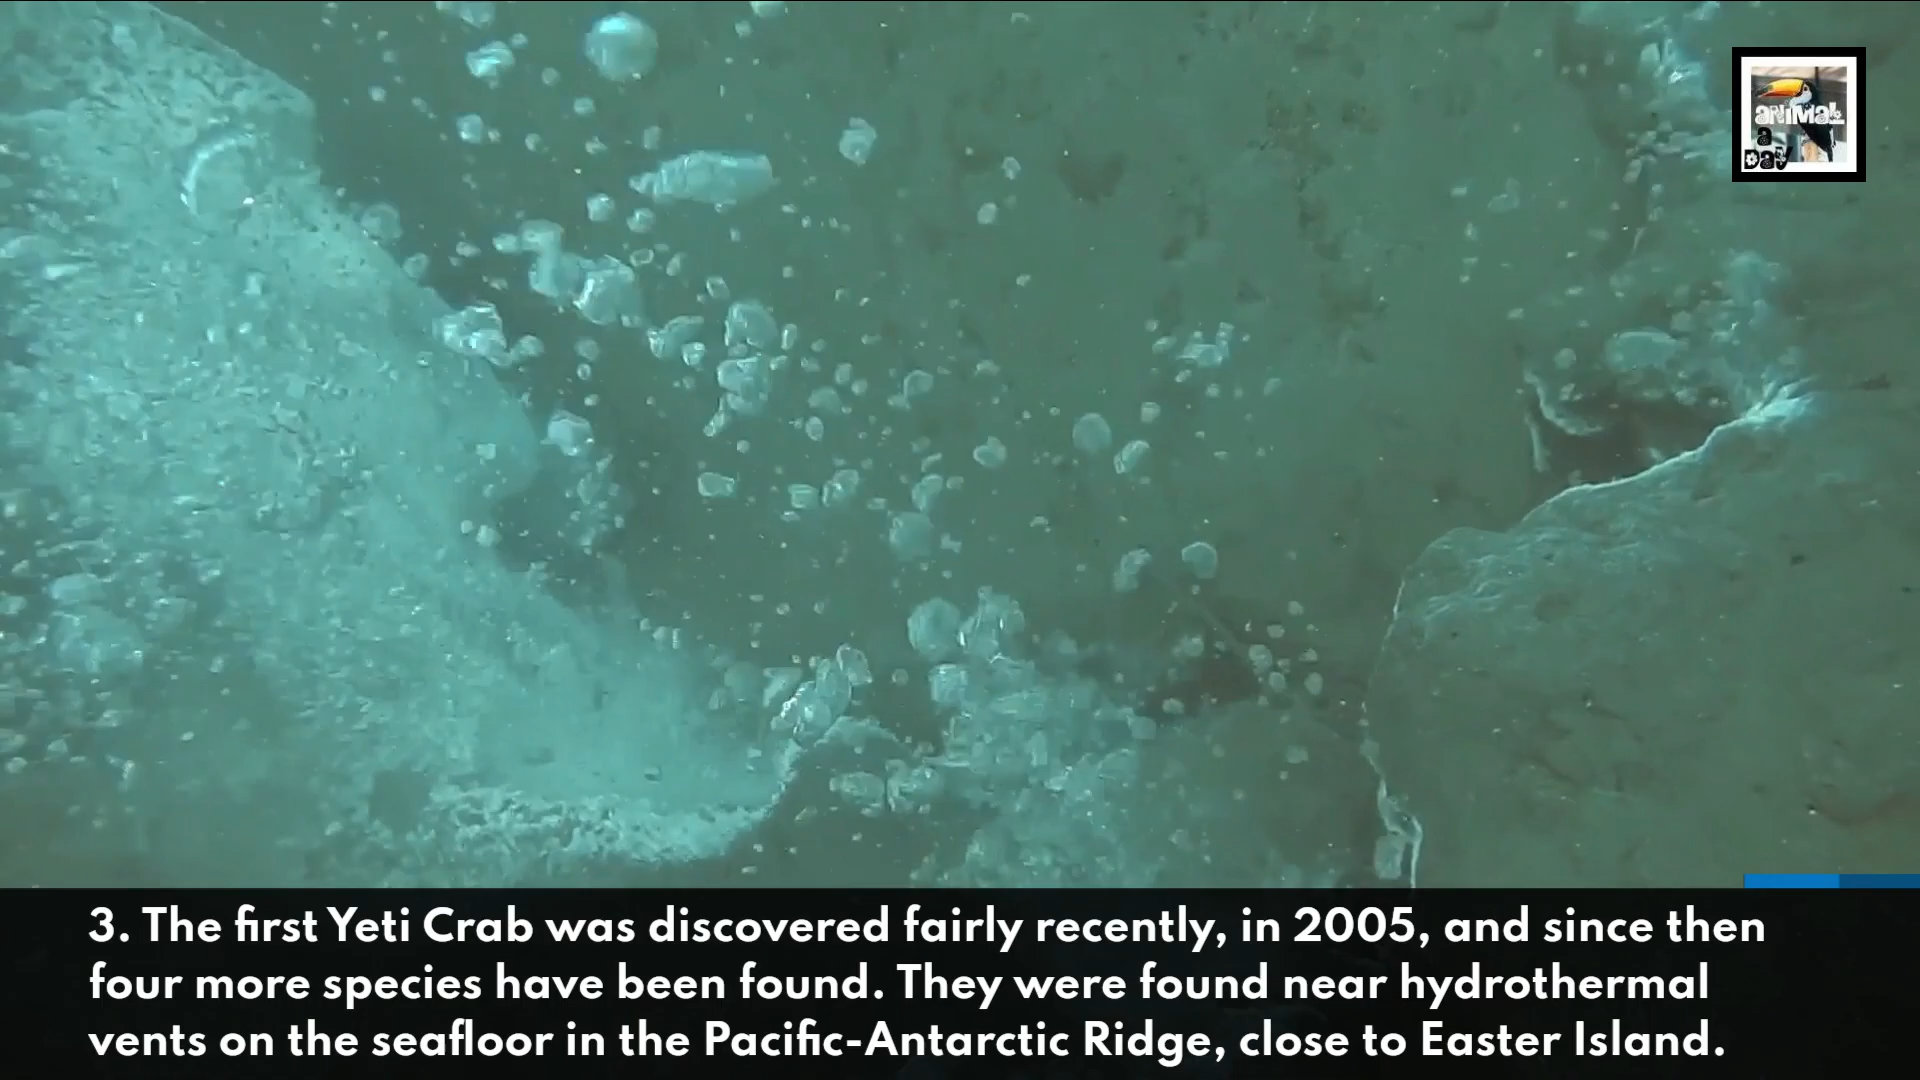 aNiMaL
a
Day
3. The first Yeti Crab was discovered fairly recently, in 2005, and since then
four more species have been found. They were found near hydrothermal
vents on the seafloor in the Pacific-Antarctic Ridge, close to Easter Island.